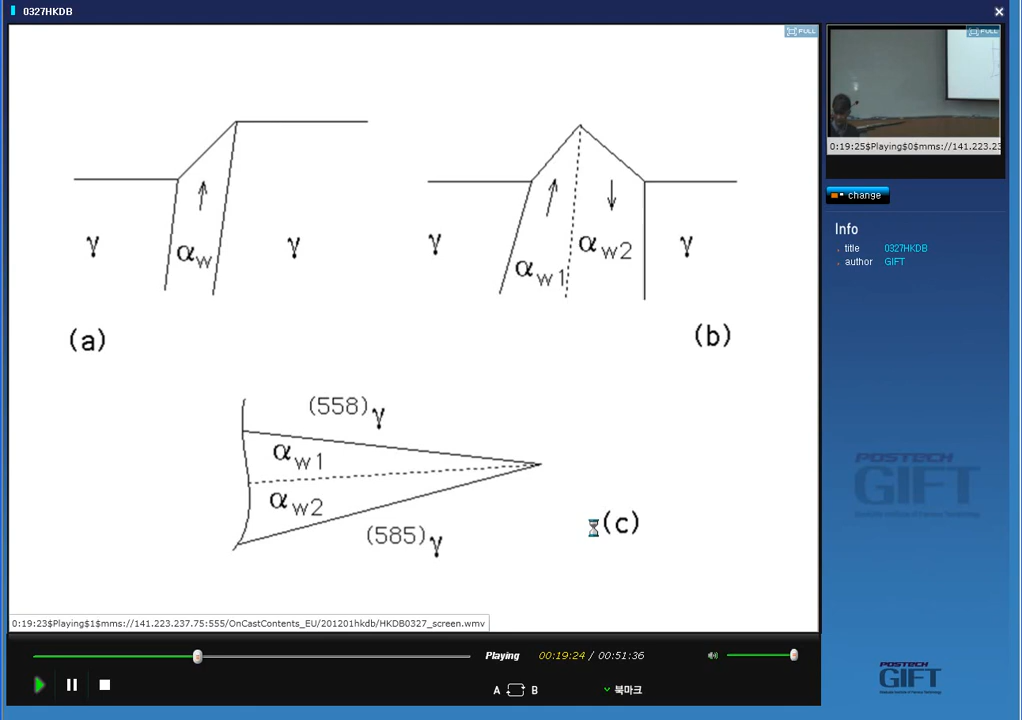 0327HKDB
FULL
FULL
γ
αw
γ
γ
αw1
αw2
γ
(a)
(b)
(558)γ
αw1
αw2
(585)γ
(c)
0:19:23$Playing$1$mms://141.223.237.75:555/OnCastContents_EU/201201hkdb/HKDB0327_screen.wmv
0:19:25$Playing$0$mms://141.223.23
change
Info
title 0327HKDB
author GIFT
POSTECH
GIFT
Playing 00:19:24 / 00:51:36
A B
북마크
POSTECH
GIFT